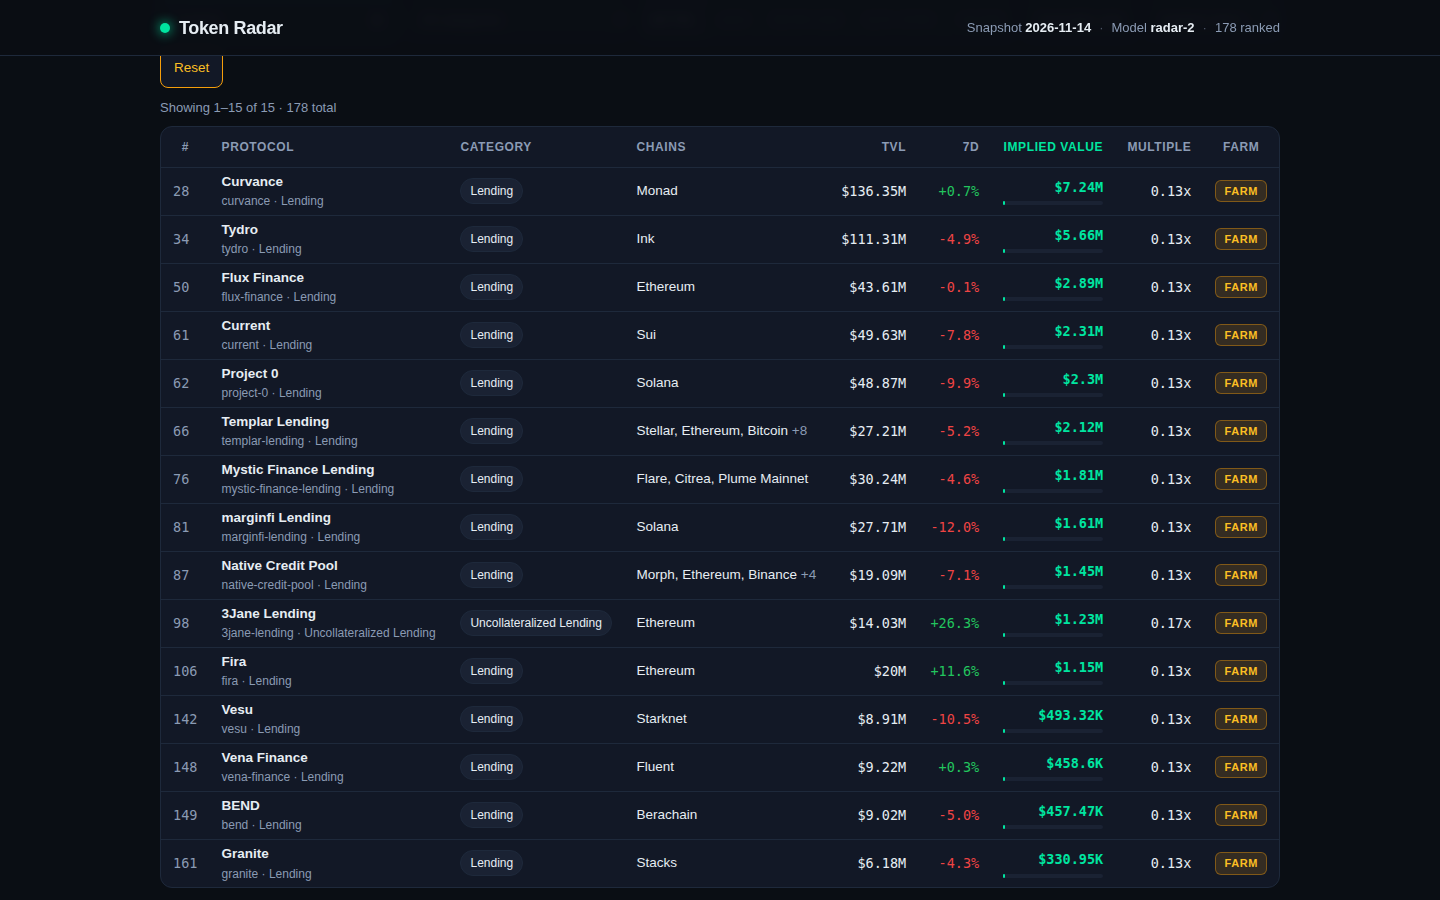 Token Radar
Snapshot 2026-11-14 · Model radar-2 · 178 ranked
Reset
Showing 1–15 of 15 · 178 total
# PROTOCOL CATEGORY CHAINS TVL 7D IMPLIED VALUE MULTIPLE FARM
28 Curvance Lending Monad $136.35M +0.7% $7.24M 0.13x FARM
curvance · Lending
34 Tydro Lending Ink $111.31M -4.9% $5.66M 0.13x FARM
tydro · Lending
50 Flux Finance Lending Ethereum $43.61M -0.1% $2.89M 0.13x FARM
flux-finance · Lending
61 Current Lending Sui $49.63M -7.8% $2.31M 0.13x FARM
current · Lending
62 Project 0 Lending Solana $48.87M -9.9% $2.3M 0.13x FARM
project-0 · Lending
66 Templar Lending Lending Stellar, Ethereum, Bitcoin +8 $27.21M -5.2% $2.12M 0.13x FARM
templar-lending · Lending
76 Mystic Finance Lending Lending Flare, Citrea, Plume Mainnet $30.24M -4.6% $1.81M 0.13x FARM
mystic-finance-lending · Lending
81 marginfi Lending Lending Solana $27.71M -12.0% $1.61M 0.13x FARM
marginfi-lending · Lending
87 Native Credit Pool Lending Morph, Ethereum, Binance +4 $19.09M -7.1% $1.45M 0.13x FARM
native-credit-pool · Lending
98 3Jane Lending Uncollateralized Lending Ethereum $14.03M +26.3% $1.23M 0.17x FARM
3jane-lending · Uncollateralized Lending
106 Fira Lending Ethereum $20M +11.6% $1.15M 0.13x FARM
fira · Lending
142 Vesu Lending Starknet $8.91M -10.5% $493.32K 0.13x FARM
vesu · Lending
148 Vena Finance Lending Fluent $9.22M +0.3% $458.6K 0.13x FARM
vena-finance · Lending
149 BEND Lending Berachain $9.02M -5.0% $457.47K 0.13x FARM
bend · Lending
161 Granite Lending Stacks $6.18M -4.3% $330.95K 0.13x FARM
granite · Lending